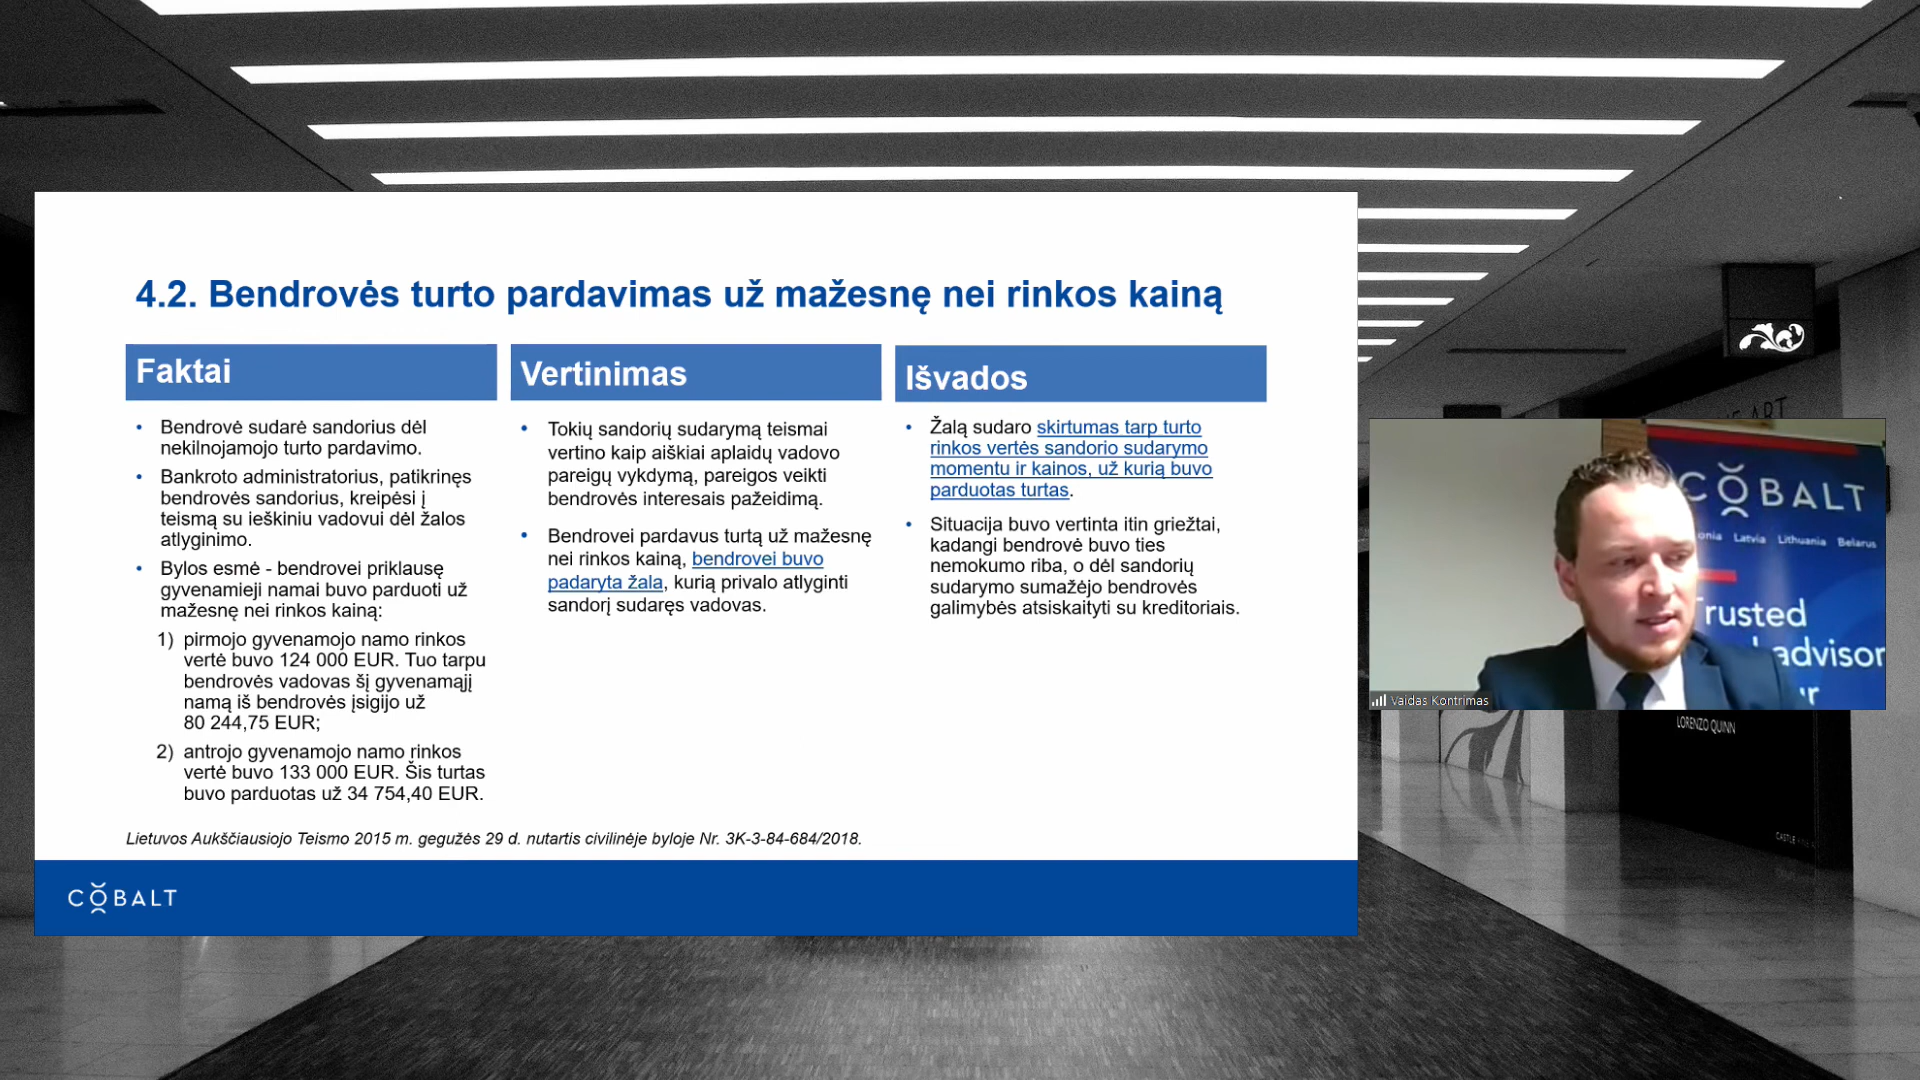 4.2. Bendrovės turto pardavimas už mažesnę nei rinkos kainą
Faktai
• Bendrovė sudarė sandorius dėl
nekilnojamojo turto pardavimo.
• Bankroto administratorius, patikrinęs
bendrovės sandorius, kreipėsi į
teismą su ieškiniu vadovui dėl žalos
atlyginimo.
• Bylos esmė - bendrovei priklausę
gyvenamieji namai buvo parduoti už
mažesnę nei rinkos kainą:
1) pirmojo gyvenamojo namo rinkos
vertė buvo 124 000 EUR. Tuo tarpu
bendrovės vadovas šį gyvenamąjį
namą iš bendrovės įsigijo už
80 244,75 EUR;
2) antrojo gyvenamojo namo rinkos
vertė buvo 133 000 EUR. Šis turtas
buvo parduotas už 34 754,40 EUR.
Vertinimas
• Tokių sandorių sudarymą teismai
vertino kaip aiškiai aplaidų vadovo
pareigų vykdymą, pareigos veikti
bendrovės interesais pažeidimą.
• Bendrovei pardavus turtą už mažesnę
nei rinkos kainą, bendrovei buvo
padaryta žala, kurią privalo atlyginti
sandorį sudaręs vadovas.
Išvados
• Žalą sudaro skirtumas tarp turto
rinkos vertės sandorio sudarymo
momentu ir kainos, už kurią buvo
parduotas turtas.
• Situacija buvo vertinta itin griežtai,
kadangi bendrovė buvo ties
nemokumo riba, o dėl sandorių
sudarymo sumažėjo bendrovės
galimybės atsiskaityti su kreditoriais.
Lietuvos Aukščiausiojo Teismo 2015 m. gegužės 29 d. nutartis civilinėje byloje Nr. 3K-3-84-684/2018.
COBALT
COBALT
Latvia Lithuania Belarus
Trusted
advisor
Vaidas Kontrimas
LORENZO QUINN